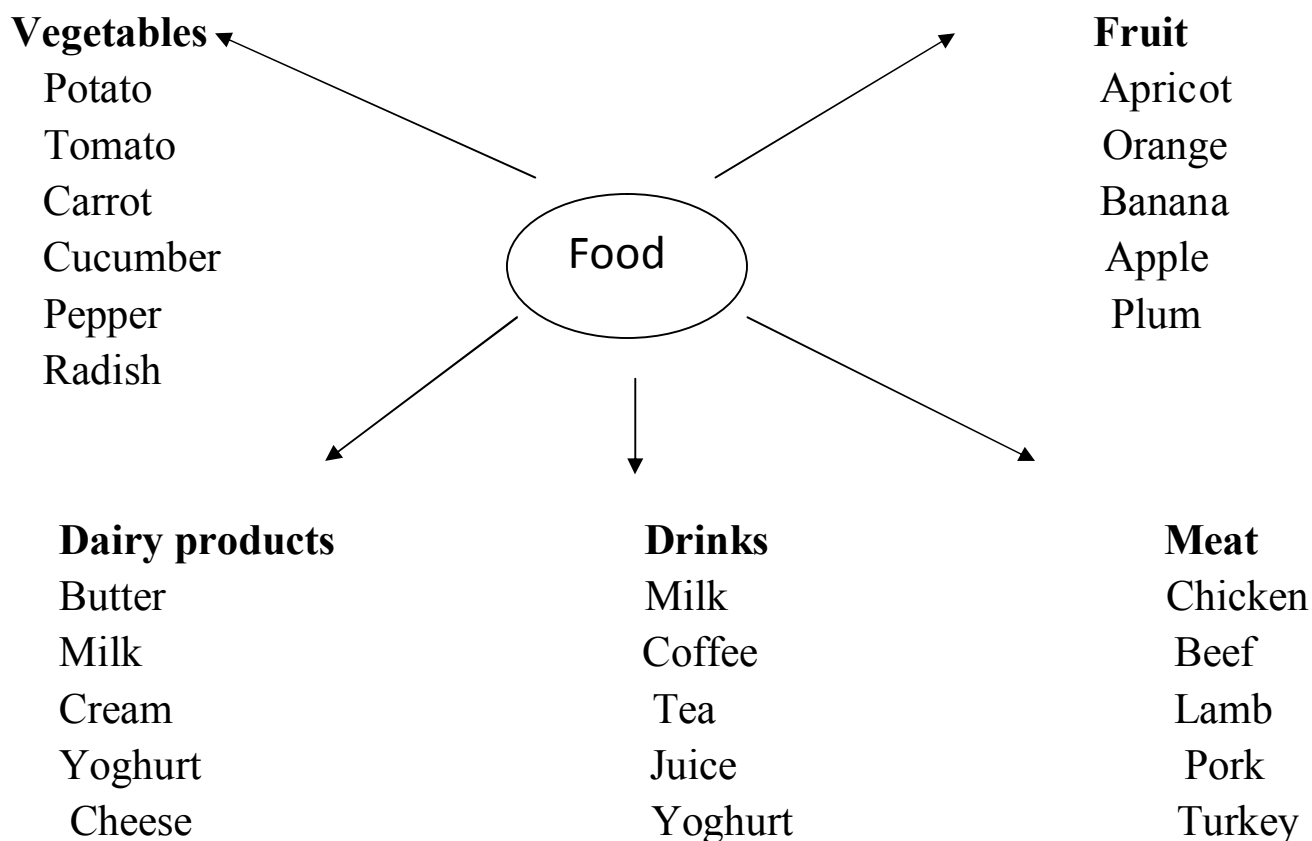 Vegetables
Potato
Tomato
Carrot
Cucumber
Pepper
Radish
Fruit
Apricot
Orange
Banana
Apple
Plum
Food
Dairy products
Butter
Milk
Cream
Yoghurt
Cheese
Drinks
Milk
Coffee
Tea
Juice
Yoghurt
Meat
Chicken
Beef
Lamb
Pork
Turkey